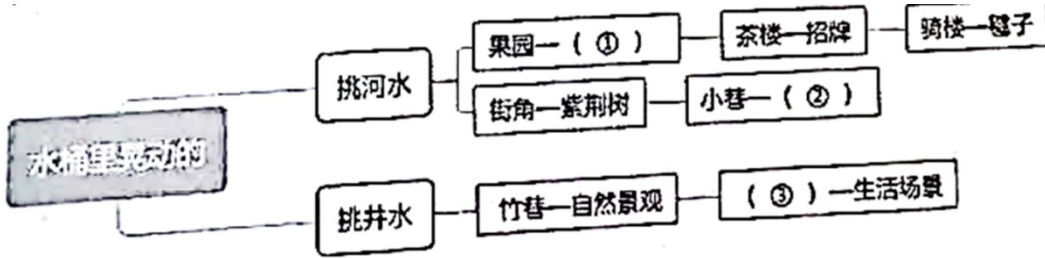 果园—（①）
茶楼—招牌
骑楼—毽子
挑河水
街角—紫荆树
小巷—（②）
水桶里晃动的
挑井水
竹巷—自然景观
（③）—生活场景